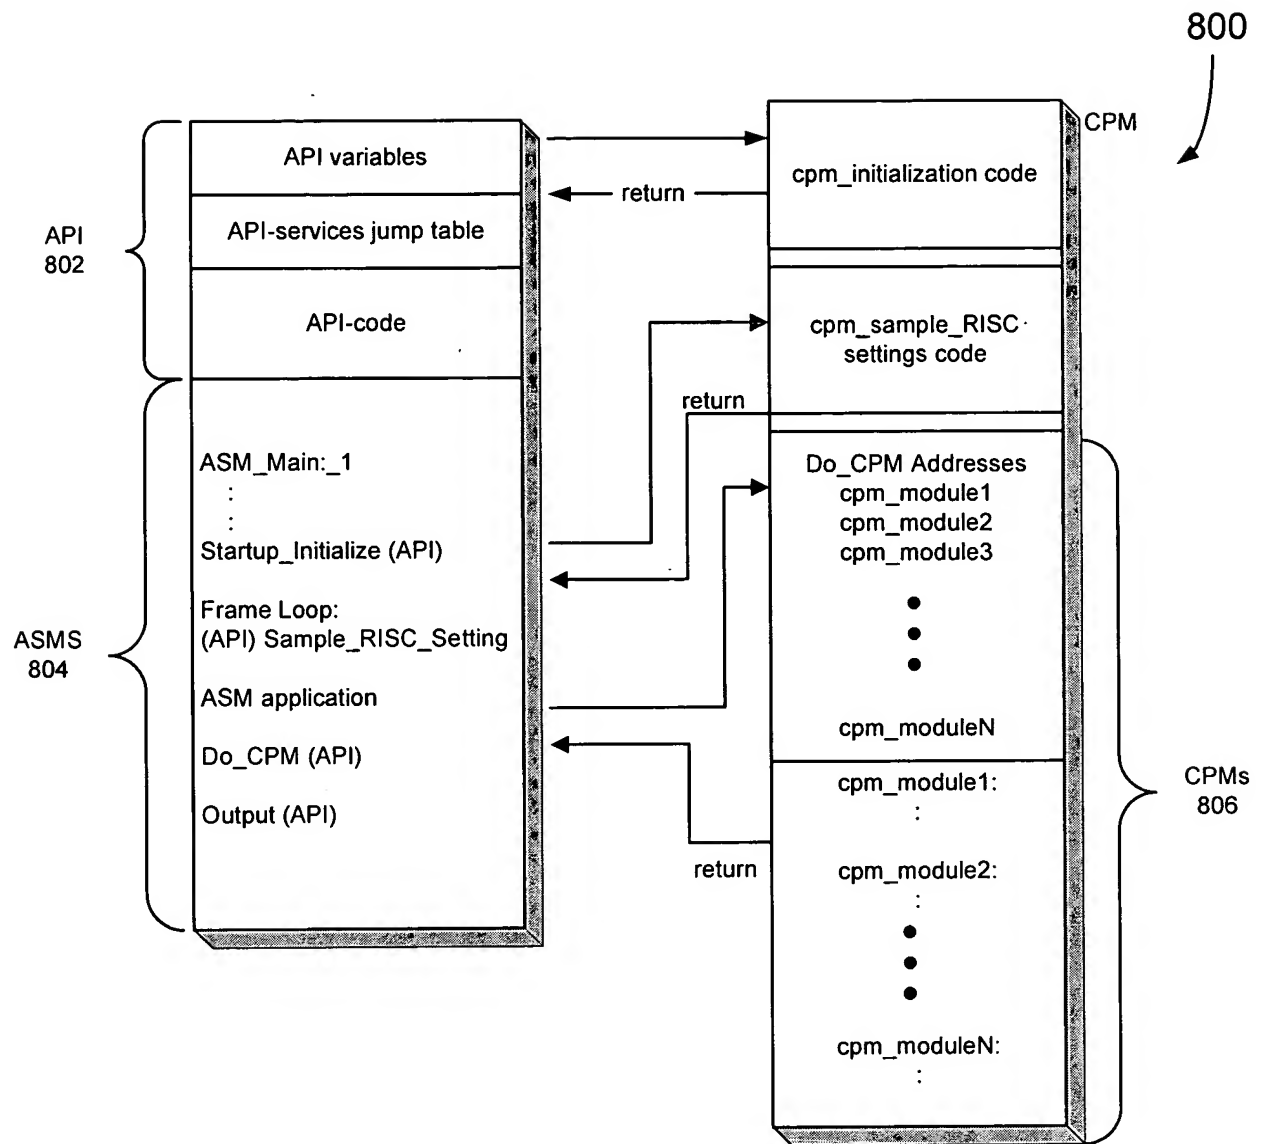 800
CPM
API variables
cpm_initialization code
return
API
802
API-services jump table
API-code
cpm_sample_RISC
settings code
return
ASMS
804
ASM_Main:_1
:
:
Startup_Initialize (API)
Frame Loop:
(API) Sample_RISC_Setting
ASM application
Do_CPM (API)
Output (API)
Do_CPM Addresses
cpm_module1
cpm_module2
cpm_module3
cpm_moduleN
return
cpm_module1:
:
cpm_module2:
:
cpm_moduleN:
:
CPMs
806